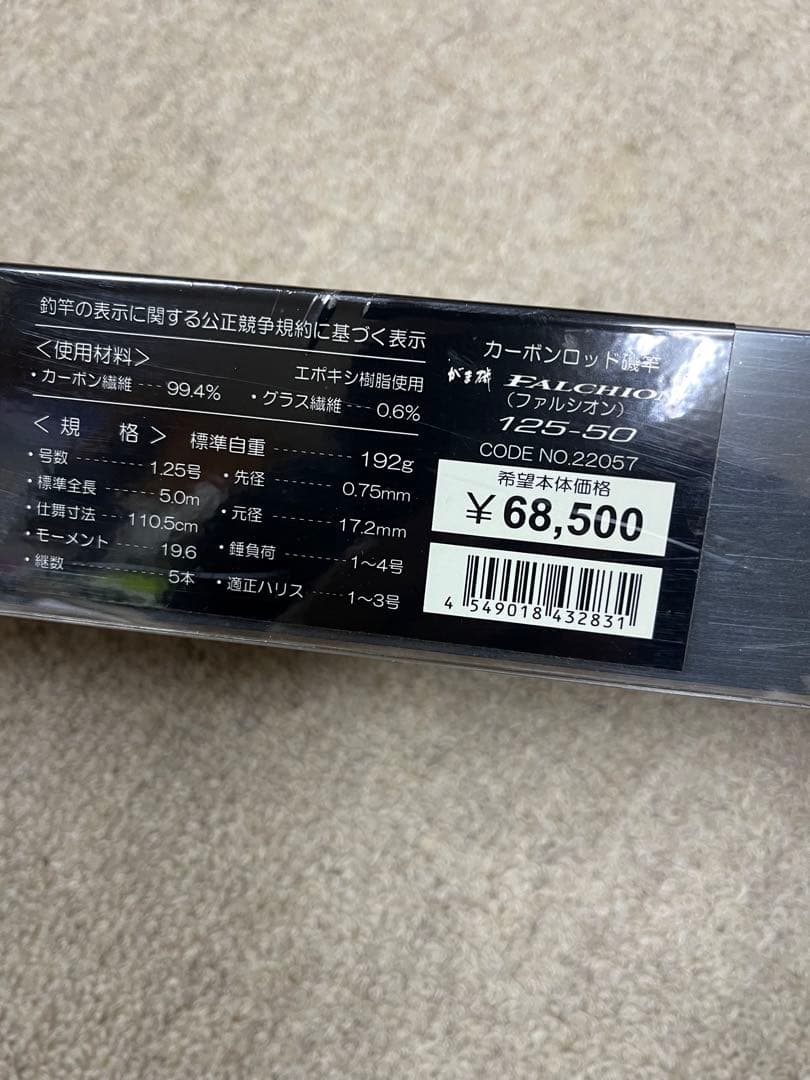 釣竿の表示に関する公正競争規約に基づく表示
＜使用材料＞ エポキシ樹脂使用
・カーボン繊維 --- 99.4% ・グラス繊維 --- 0.6%
＜規　格＞ 標準自重 --------- 192g
・号数 --------- 1.25号 ・先径 --------- 0.75mm
・標準全長 ------ 5.0m ・元径 --------- 17.2mm
・仕舞寸法 --- 110.5cm ・錘負荷 ------ 1～4号
・モーメント ---- 19.6 ・適正ハリス ----- 1～3号
・継数 --------- 5本
カーボンロッド磯竿
がま磯 FALCHION
(ファルシオン)
125-50
CODE NO.22057
希望本体価格
￥68,500
4 549018 432831